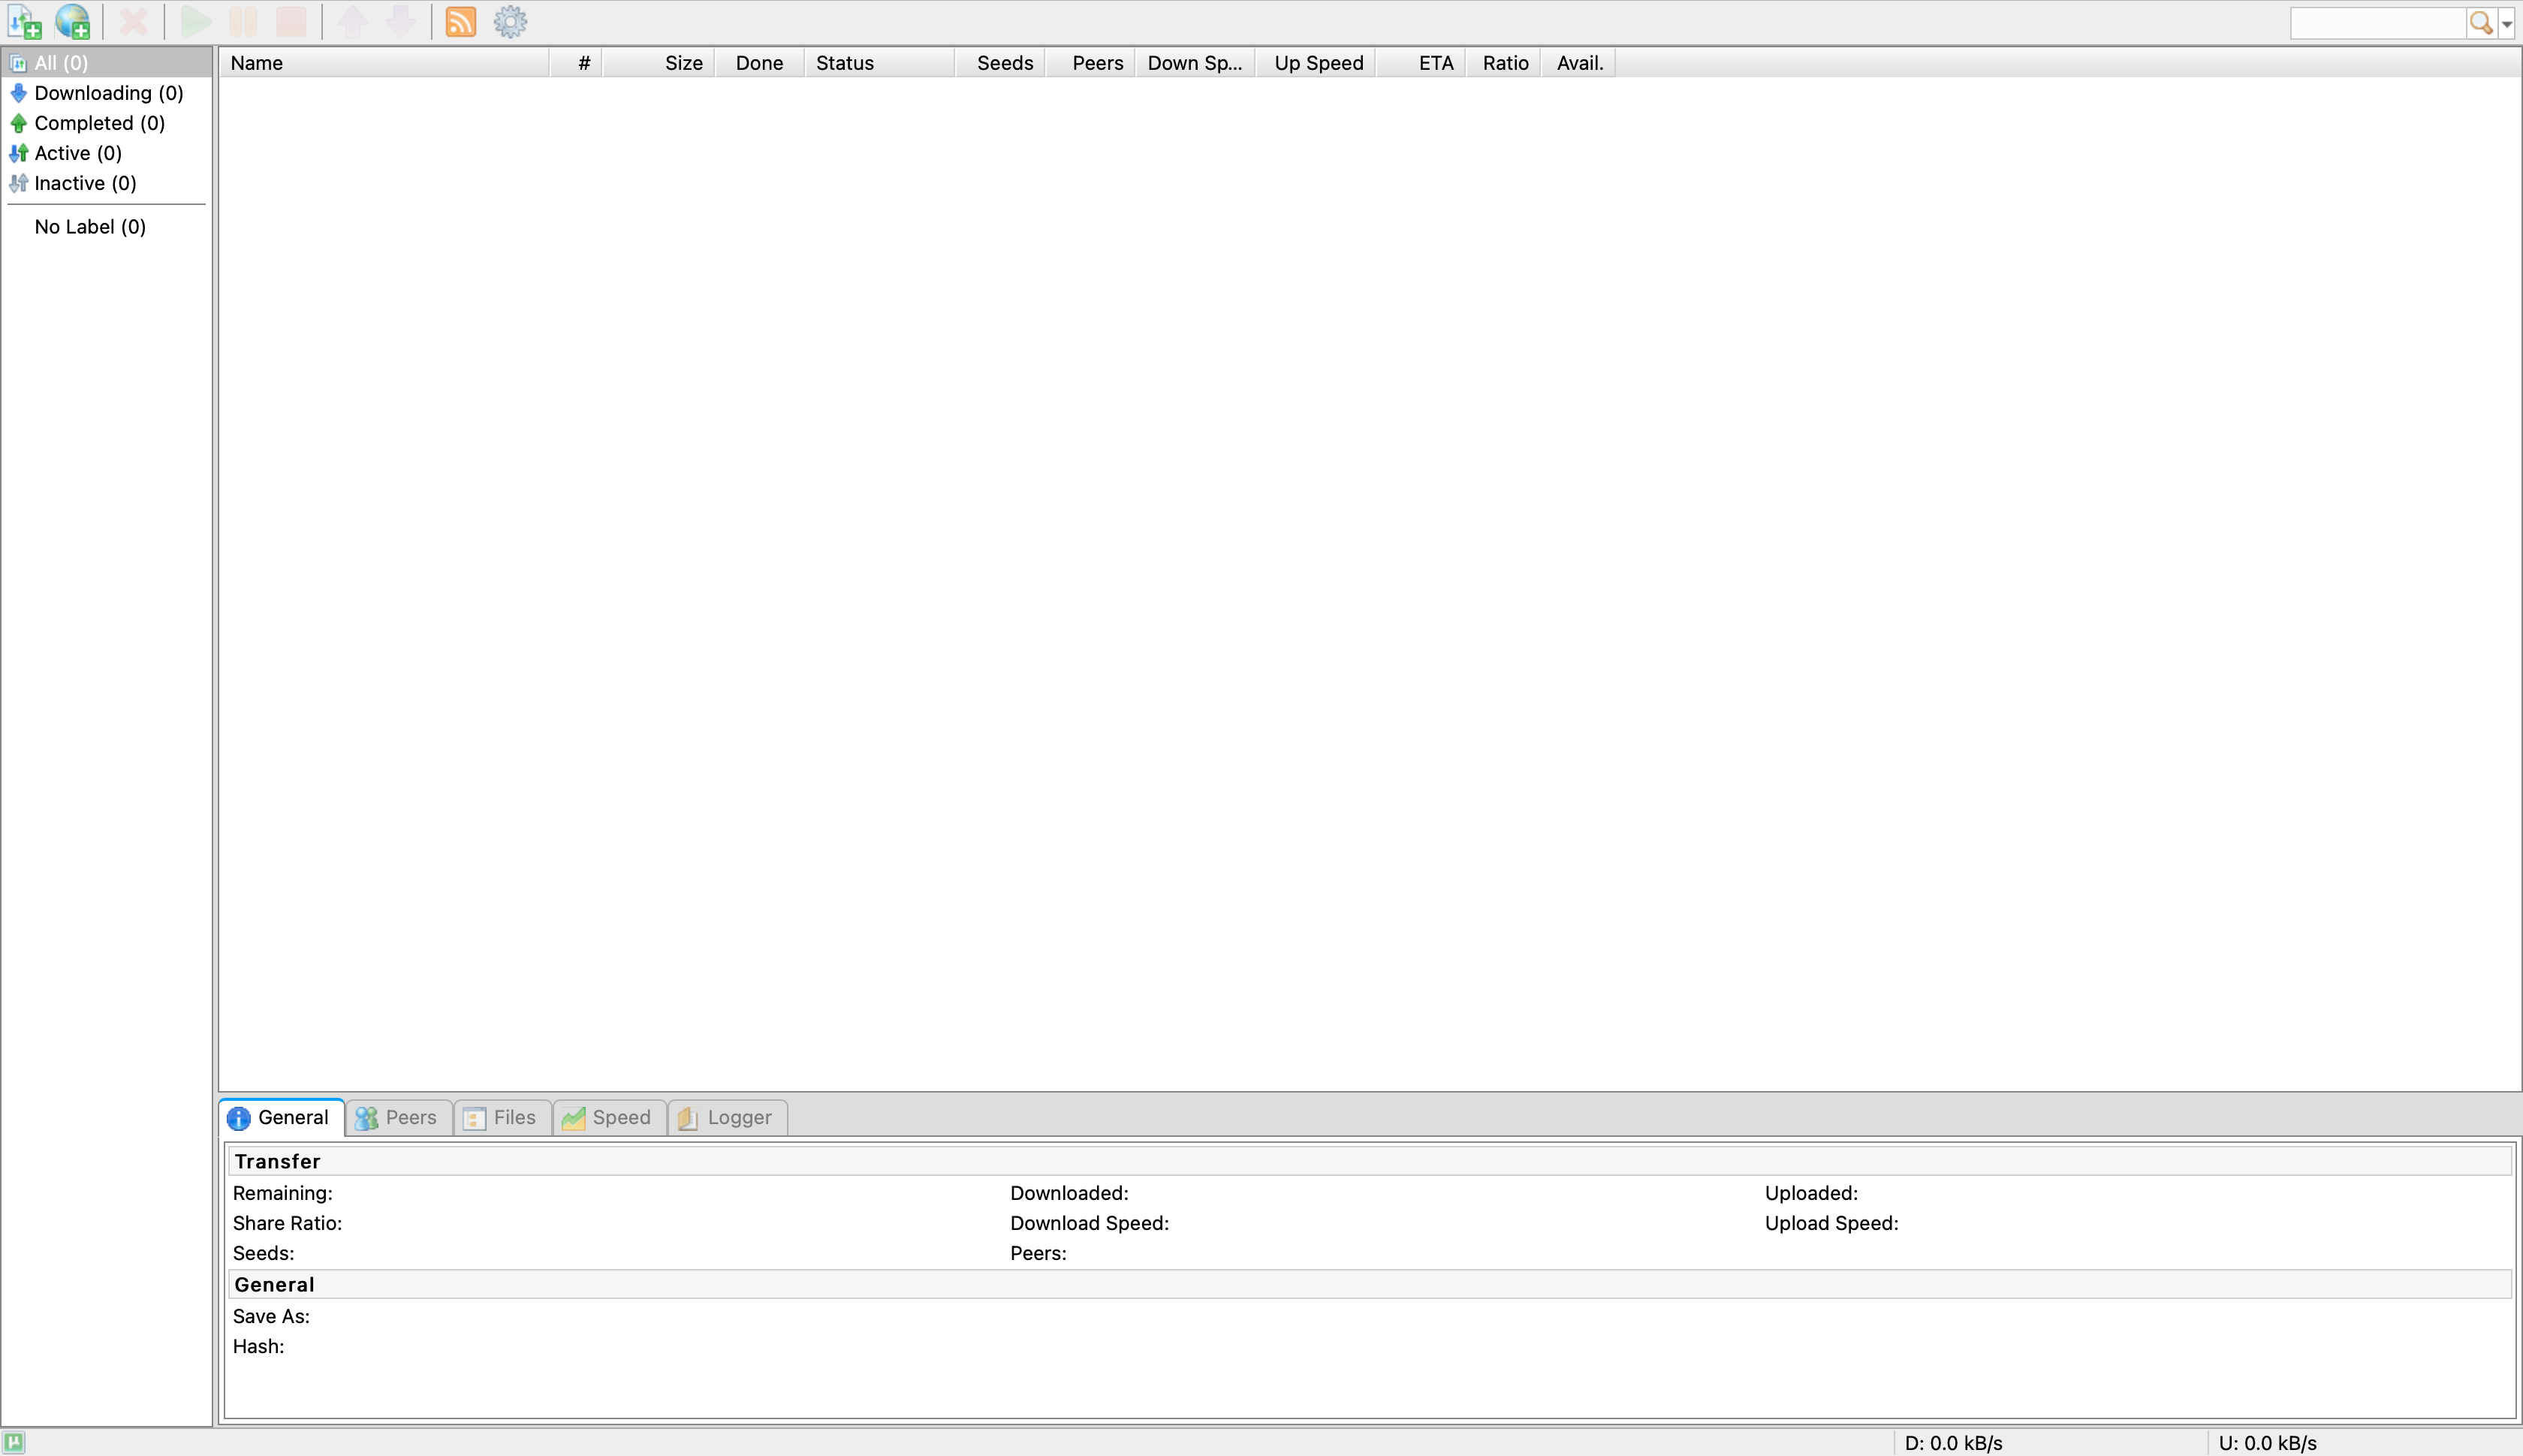 All (0)
Downloading (0)
Completed (0)
Active (0)
Inactive (0)
No Label (0)
Name # Size Done Status Seeds Peers Down Sp... Up Speed ETA Ratio Avail.
General Peers Files Speed Logger
Transfer
Remaining: Downloaded: Uploaded:
Share Ratio: Download Speed: Upload Speed:
Seeds: Peers:
General
Save As:
Hash:
D: 0.0 kB/s U: 0.0 kB/s